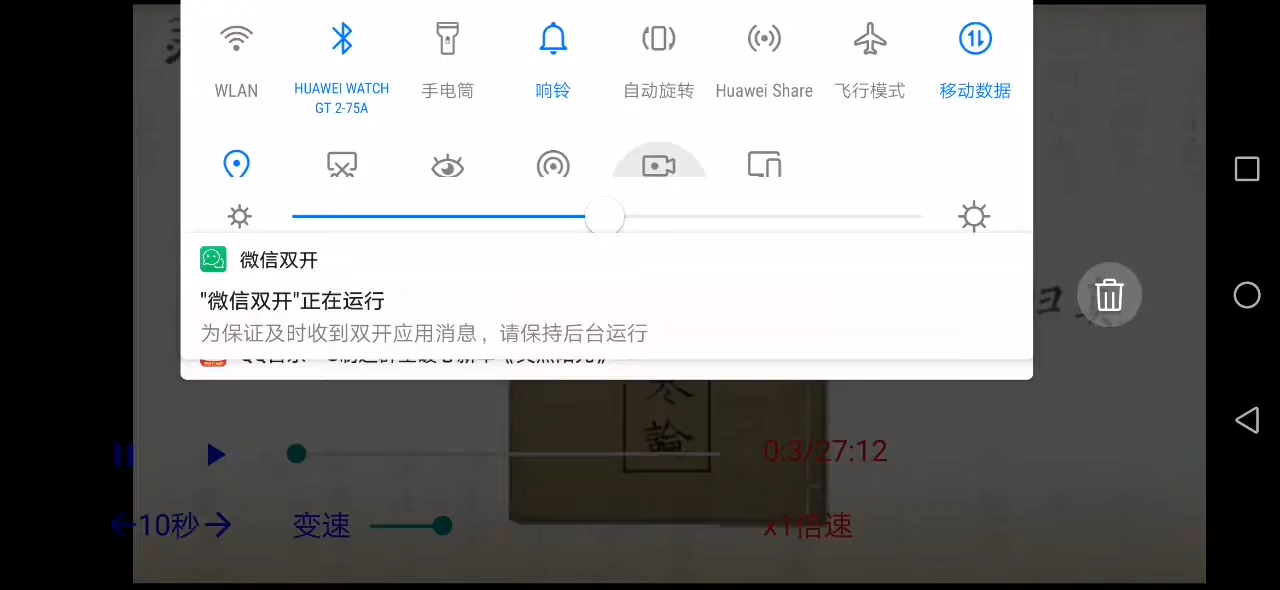 WLAN
HUAWEI WATCH
GT 2-75A
手电筒
响铃
自动旋转
Huawei Share
飞行模式
移动数据
微信双开
"微信双开"正在运行
为保证及时收到双开应用消息，请保持后台运行
論
0:3/27:12
←10秒→
变速
x1倍速